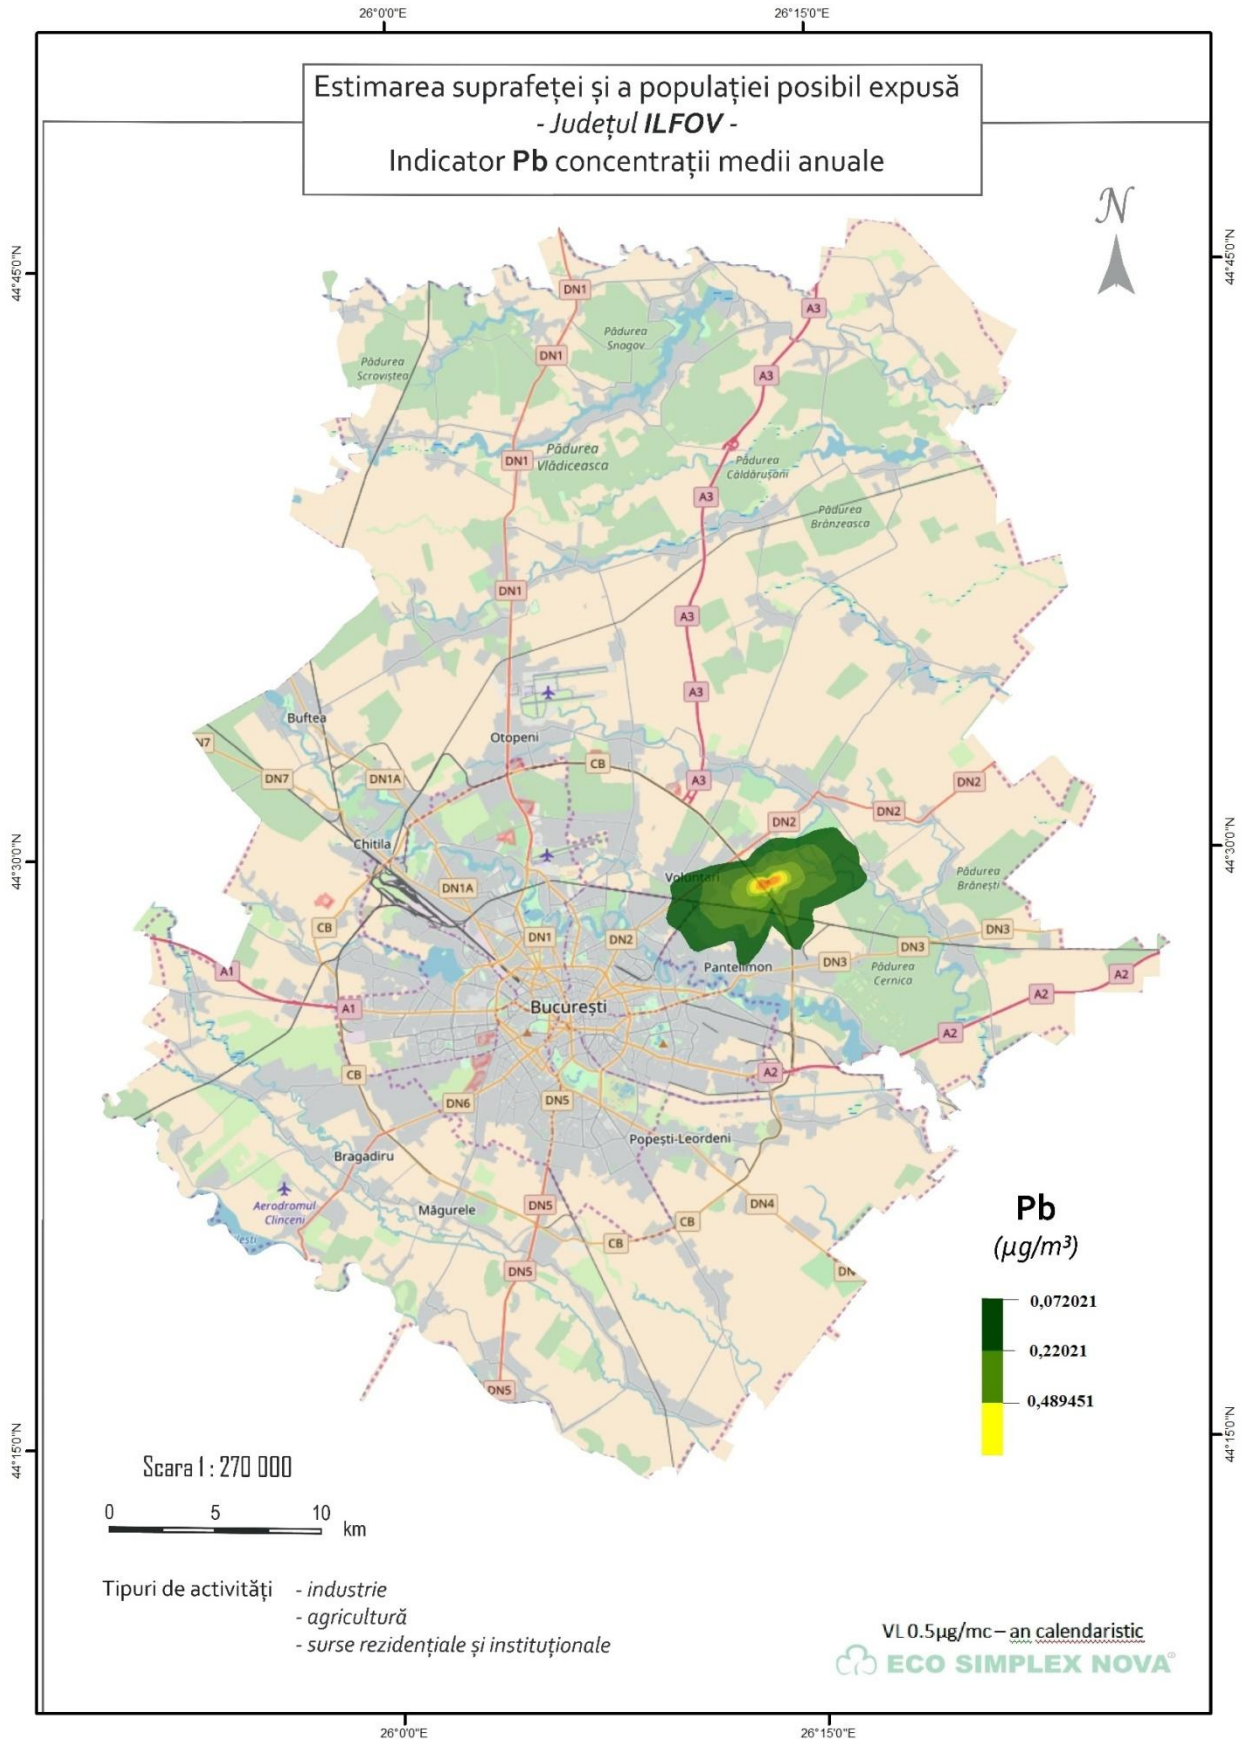 26°0'0"E
26°15'0"E
Estimarea suprafeței și a populației posibil expusă
- Județul ILFOV -
Indicator Pb concentrații medii anuale
N
44°45'0"N
44°45'0"N
DN1
A3
Pădurea
Snagov
DN1
Pădurea
Scroviștea
A3
Pădurea
Vlădiceasca
DN1
Pădurea
Căldărușani
A3
Pădurea
Brânzeasca
DN1
A3
A3
Buftea
Otopeni
N7
CB
DN7
DN1A
A3
DN2
DN2
DN2
44°30'0"N
44°30'0"N
Chitila
Voluntari
Pădurea
Brănești
DN1A
CB
DN1
DN2
DN3
DN3
DN3
Pantelimon
Pădurea
Cernica
A1
A2
A2
A1
București
A2
A2
CB
DN6
DN5
Popești-Leordeni
Bragadiru
Aerodromul
Clinceni
Măgurele
DN5
DN4
CB
CB
ești
DN5
DN
DN5
Pb
(µg/m³)
0,072021
0,22021
0,489451
44°15'0"N
44°15'0"N
Scara 1 : 270 000
0 5 10
km
Tipuri de activități - industrie
- agricultură
- surse rezidențiale și instituționale
VL 0.5µg/mc – an calendaristic
ECO SIMPLEX NOVA®
26°0'0"E
26°15'0"E